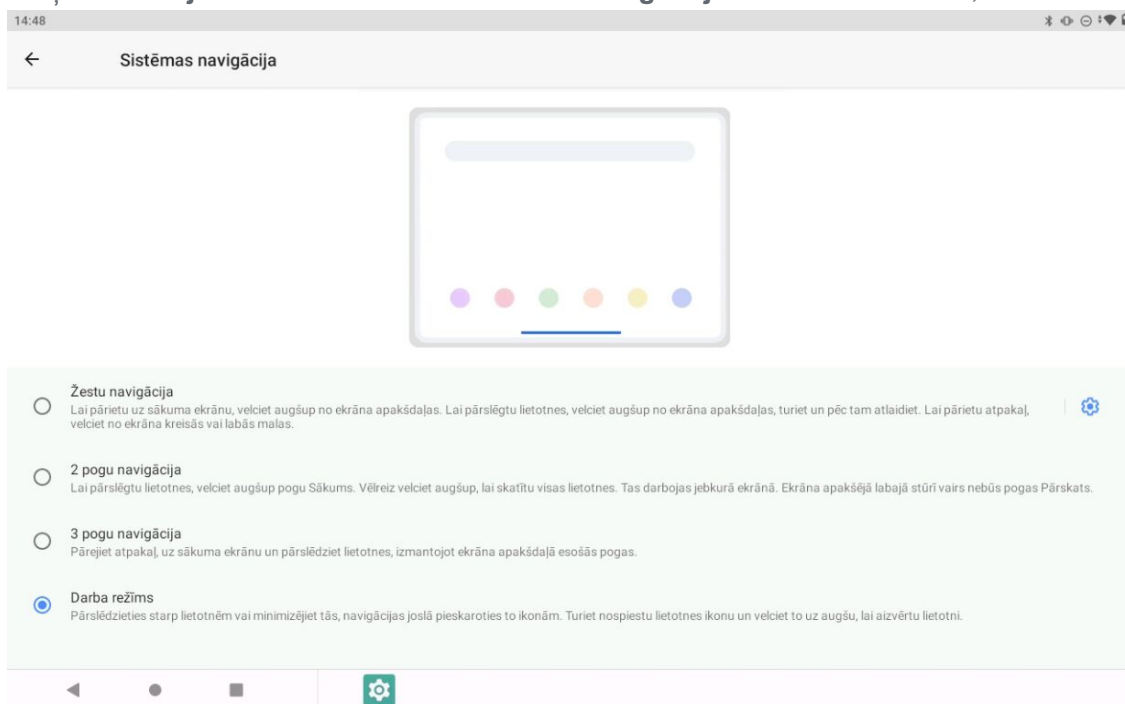 14:48
Sistēmas navigācija
Žestu navigācija
Lai pārietu uz sākuma ekrānu, velciet augšup no ekrāna apakšdaļas. Lai pārslēgtu lietotnes, velciet augšup no ekrāna apakšdaļas, turiet un pēc tam atlaidiet. Lai pārietu atpakaļ,
velciet no ekrāna kreisās vai labās malas.
2 pogu navigācija
Lai pārslēgtu lietotnes, velciet augšup pogu Sākums. Vēlreiz velciet augšup, lai skatītu visas lietotnes. Tas darbojas jebkurā ekrānā. Ekrāna apakšējā labajā stūrī vairs nebūs pogas Pārskats.
3 pogu navigācija
Pārejiet atpakaļ, uz sākuma ekrānu un pārslēdziet lietotnes, izmantojot ekrāna apakšdaļā esošās pogas.
Darba režīms
Pārslēdzieties starp lietotnēm vai minimizējiet tās, navigācijas joslā pieskaroties to ikonām. Turiet nospiestu lietotnes ikonu un velciet to uz augšu, lai aizvērtu lietotni.